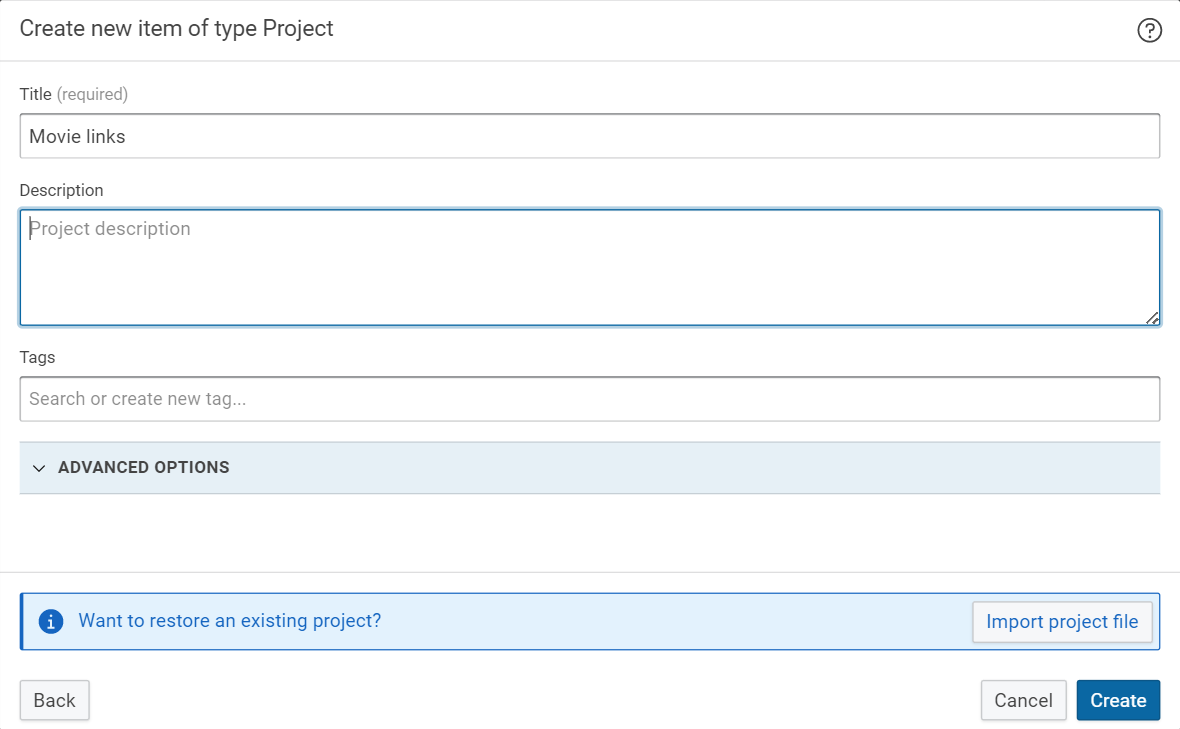 Create new item of type Project
Title (required)
Movie links
Description
Project description
Tags
Search or create new tag...
ADVANCED OPTIONS
Want to restore an existing project?
Import project file
Back
Cancel
Create